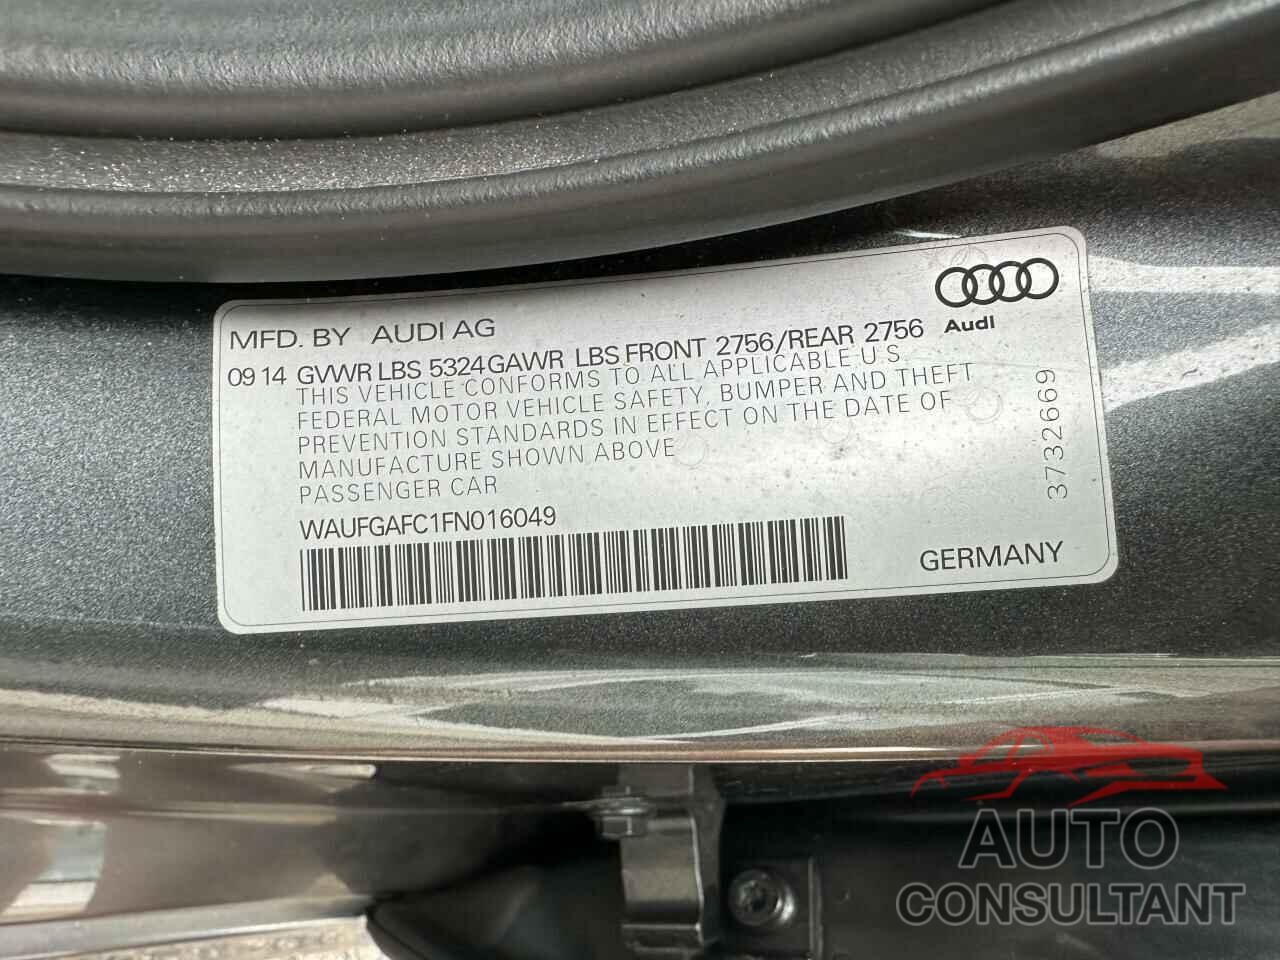 MFD. BY AUDI AG
Audi
09 14 GVWR LBS 5324 GAWR LBS FRONT 2756/REAR 2756
THIS VEHICLE CONFORMS TO ALL APPLICABLE U S
FEDERAL MOTOR VEHICLE SAFETY, BUMPER AND THEFT
PREVENTION STANDARDS IN EFFECT ON THE DATE OF
MANUFACTURE SHOWN ABOVE
PASSENGER CAR
WAUFGAFC1FN016049
3732669
GERMANY
AUTO
CONSULTANT